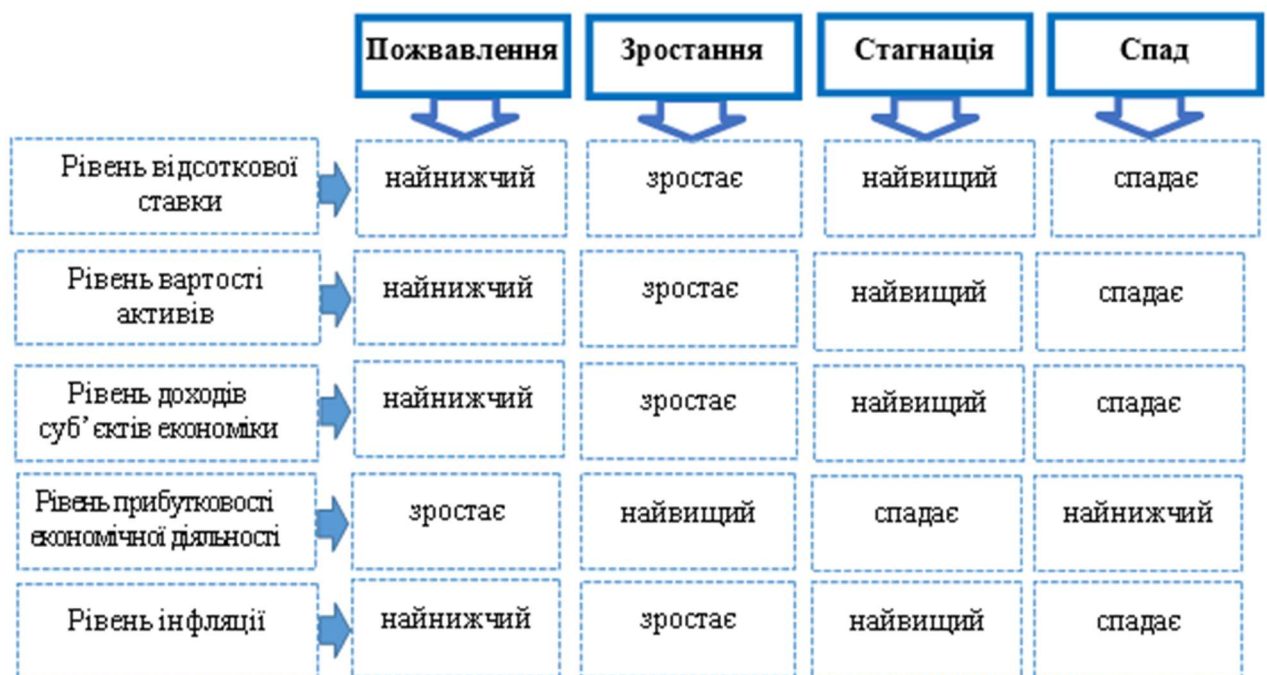 Пожвавлення Зростання Стагнація Спад
Рівень відсоткової
ставки
найнижчий зростає найвищий спадає
Рівень вартості
активів
найнижчий зростає найвищий спадає
Рівень доходів
суб’єктів економіки
найнижчий зростає найвищий спадає
Рівень прибутковості
економічної діяльності
зростає найвищий спадає найнижчий
Рівень інфляції
найнижчий зростає найвищий спадає